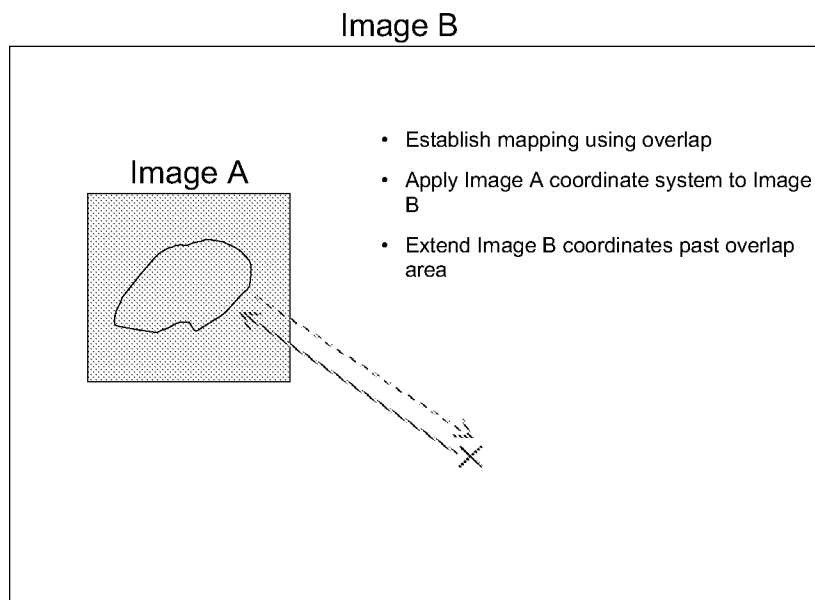 Image B
Image A
• Establish mapping using overlap
• Apply Image A coordinate system to Image
B
• Extend Image B coordinates past overlap
area